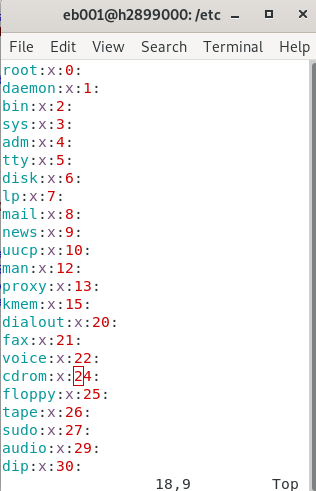 eb001@h2899000:/etc
File Edit View Search Terminal Help
root:x:0:
daemon:x:1:
bin:x:2:
sys:x:3:
adm:x:4:
tty:x:5:
disk:x:6:
lp:x:7:
mail:x:8:
news:x:9:
uucp:x:10:
man:x:12:
proxy:x:13:
kmem:x:15:
dialout:x:20:
fax:x:21:
voice:x:22:
cdrom:x:24:
floppy:x:25:
tape:x:26:
sudo:x:27:
audio:x:29:
dip:x:30:
18,9 Top